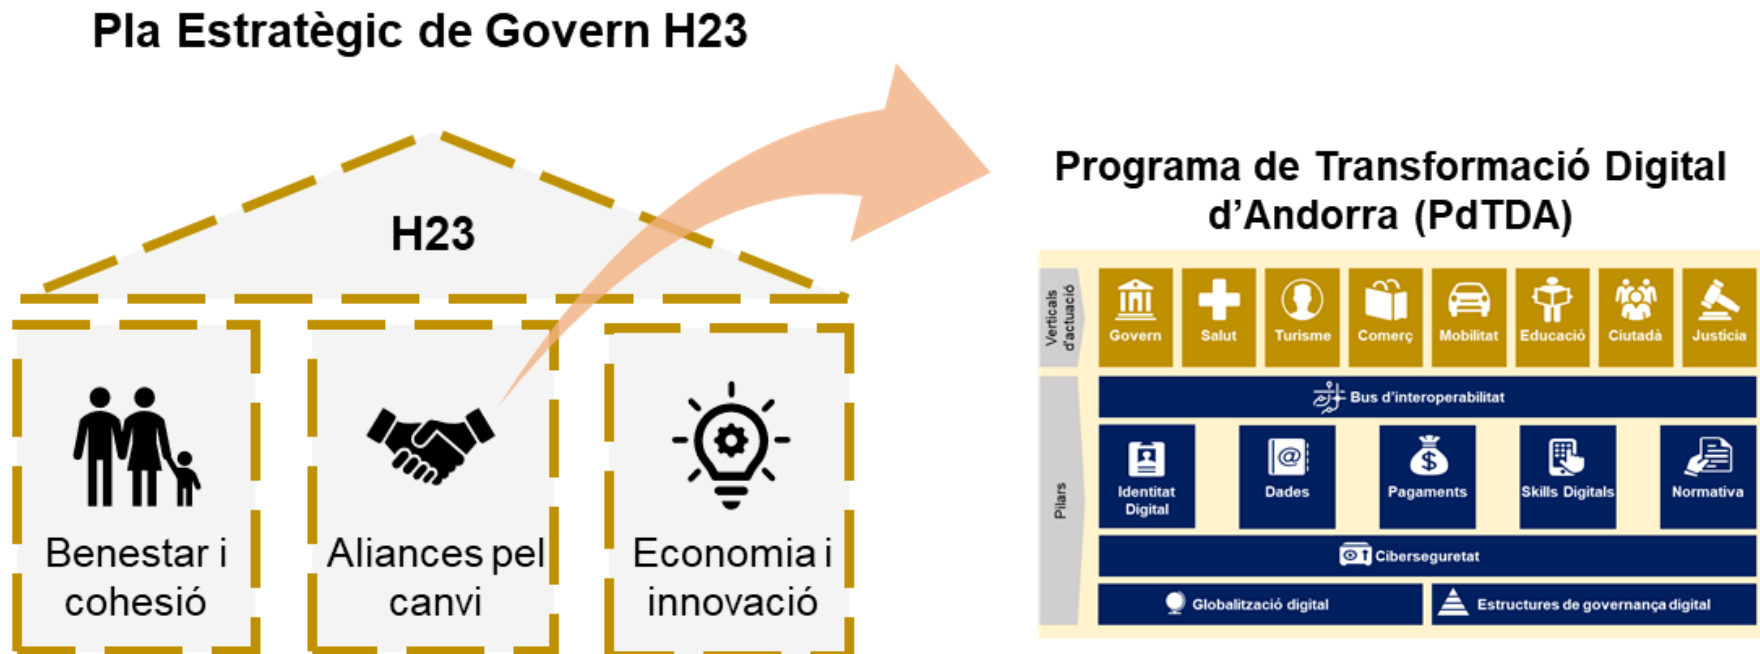 Pla Estratègic de Govern H23
H23
Benestar i
cohesió
Aliances pel
canvi
Economia i
innovació
Programa de Transformació Digital
d’Andorra (PdTDA)
Verticals
d'actuació
Govern
Salut
Turisme
Comerç
Mobilitat
Educació
Ciutadà
Justícia
Pilars
Bus d’interoperabilitat
Identitat
Digital
Dades
Pagaments
Skills Digitals
Normativa
Ciberseguretat
Globalització digital
Estructures de governança digital